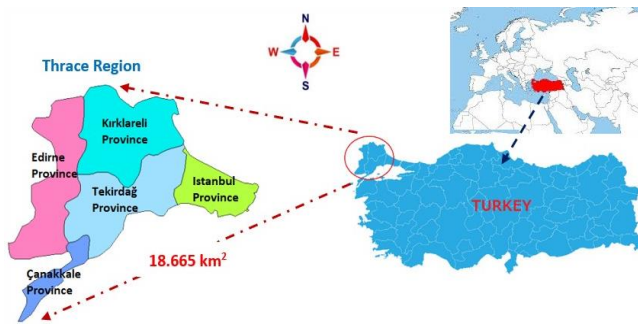 N
W
E
S
Thrace Region
Kırklareli
Province
Edirne
Province
Tekirdağ
Province
Istanbul
Province
Çanakkale
Province
18.665 km²
TURKEY